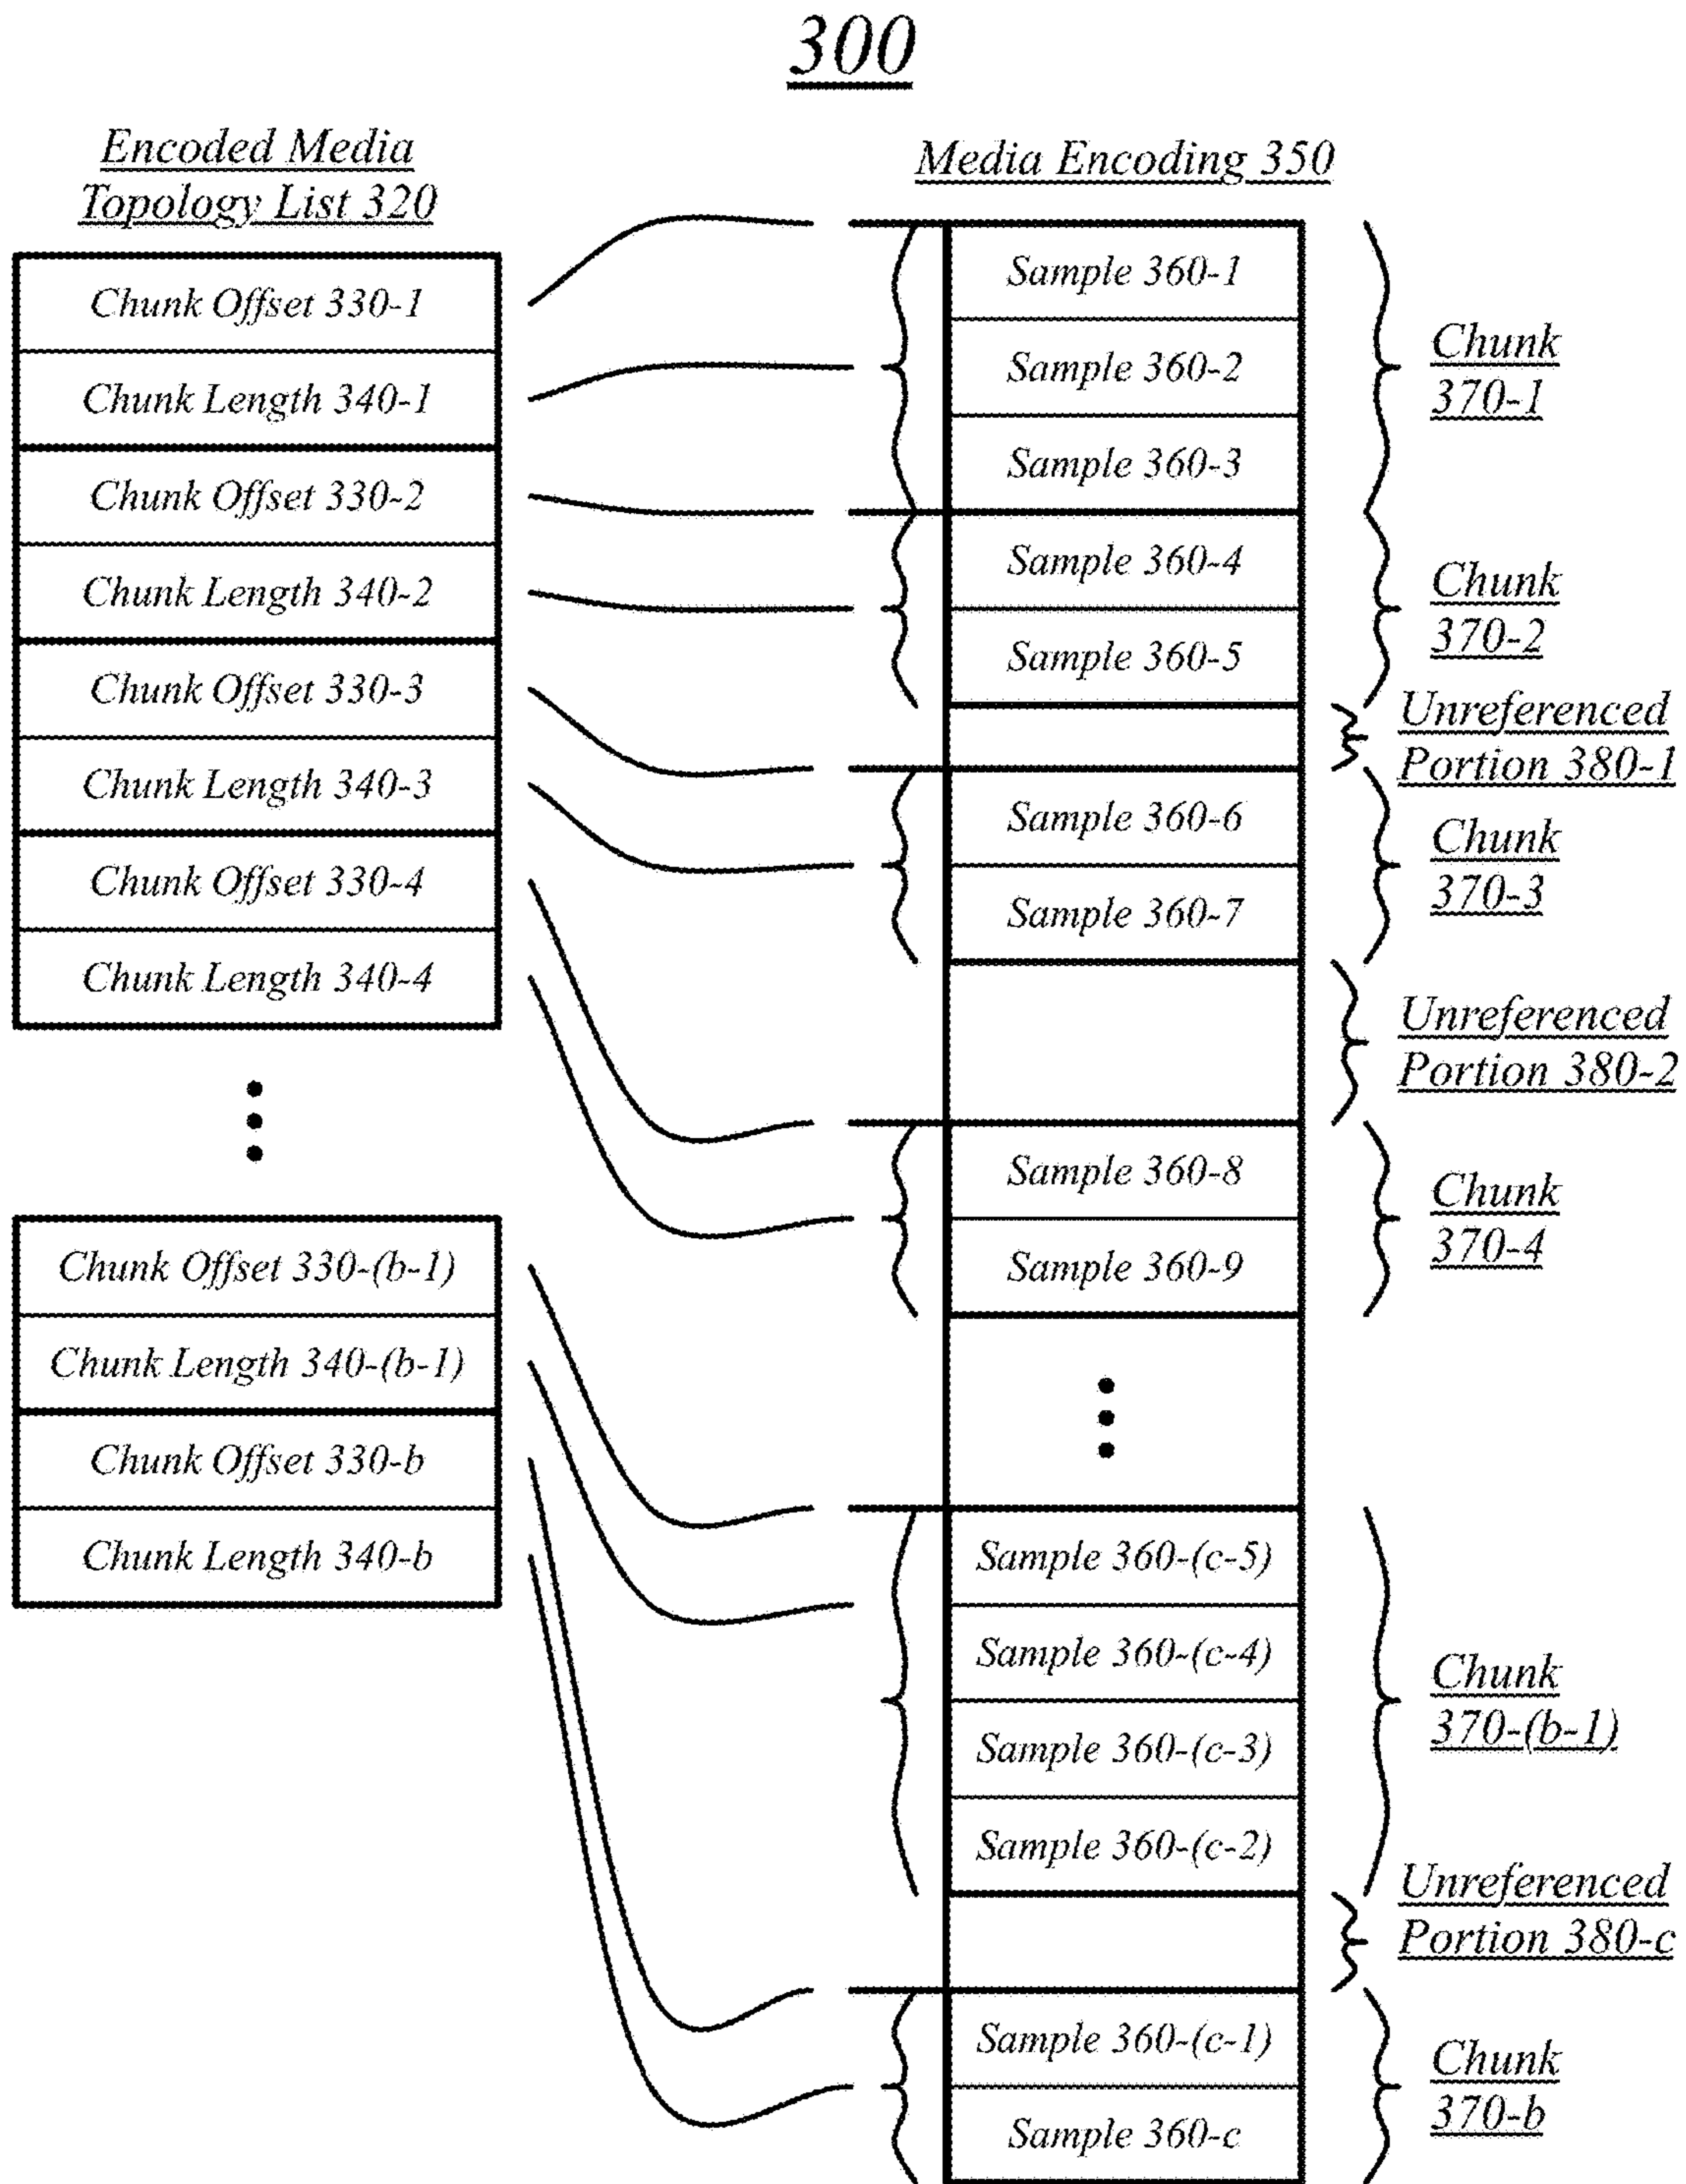 300
Encoded Media
Topology List 320
Chunk Offset 330-1
Chunk Length 340-1
Chunk Offset 330-2
Chunk Length 340-2
Chunk Offset 330-3
Chunk Length 340-3
Chunk Offset 330-4
Chunk Length 340-4
Chunk Offset 330-(b-1)
Chunk Length 340-(b-1)
Chunk Offset 330-b
Chunk Length 340-b
Media Encoding 350
Sample 360-1
Sample 360-2
Sample 360-3
Sample 360-4
Sample 360-5
Sample 360-6
Sample 360-7
Sample 360-8
Sample 360-9
Sample 360-(c-5)
Sample 360-(c-4)
Sample 360-(c-3)
Sample 360-(c-2)
Sample 360-(c-1)
Sample 360-c
Chunk
370-1
Chunk
370-2
Unreferenced
Portion 380-1
Chunk
370-3
Unreferenced
Portion 380-2
Chunk
370-4
Chunk
370-(b-1)
Unreferenced
Portion 380-c
Chunk
370-b